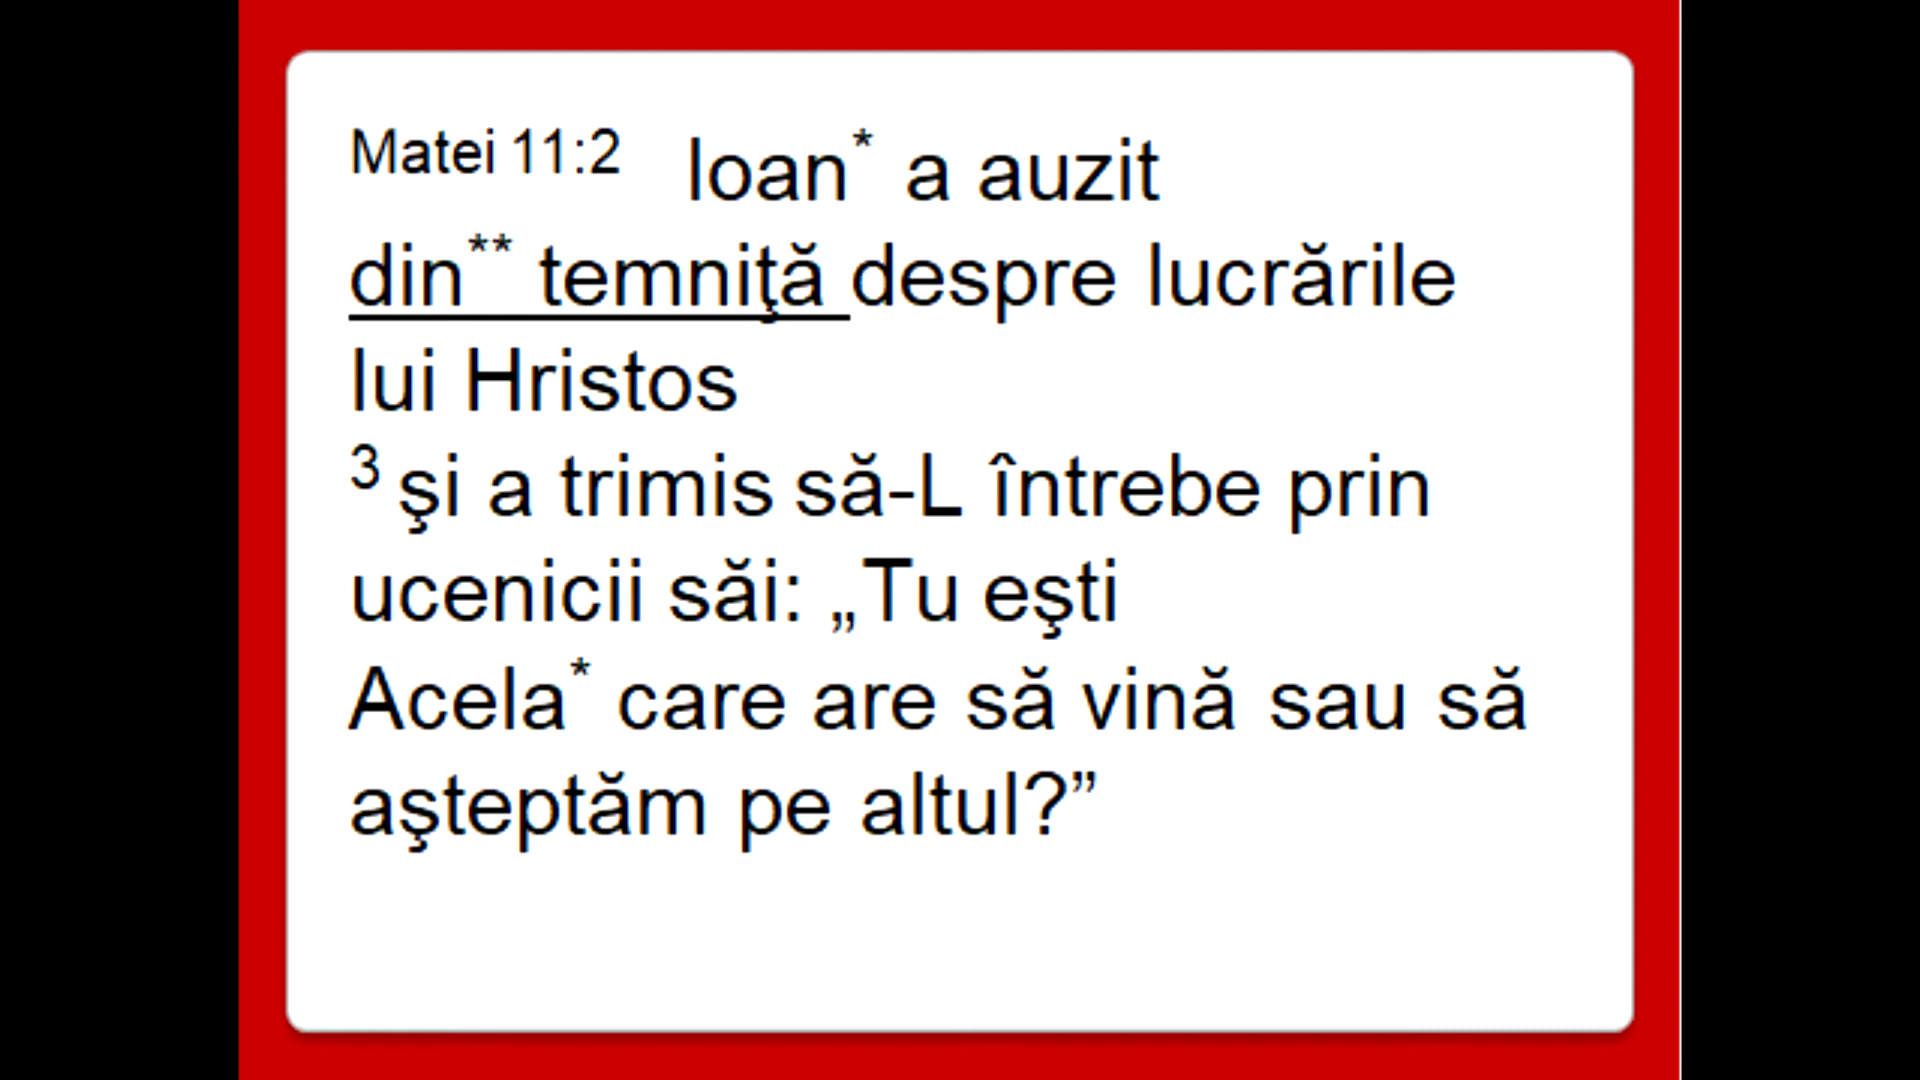 Matei 11:2 Ioan* a auzit
din** temniţă despre lucrările
lui Hristos
3 şi a trimis să-L întrebe prin
ucenicii săi: „Tu eşti
Acela* care are să vină sau să
aşteptăm pe altul?”